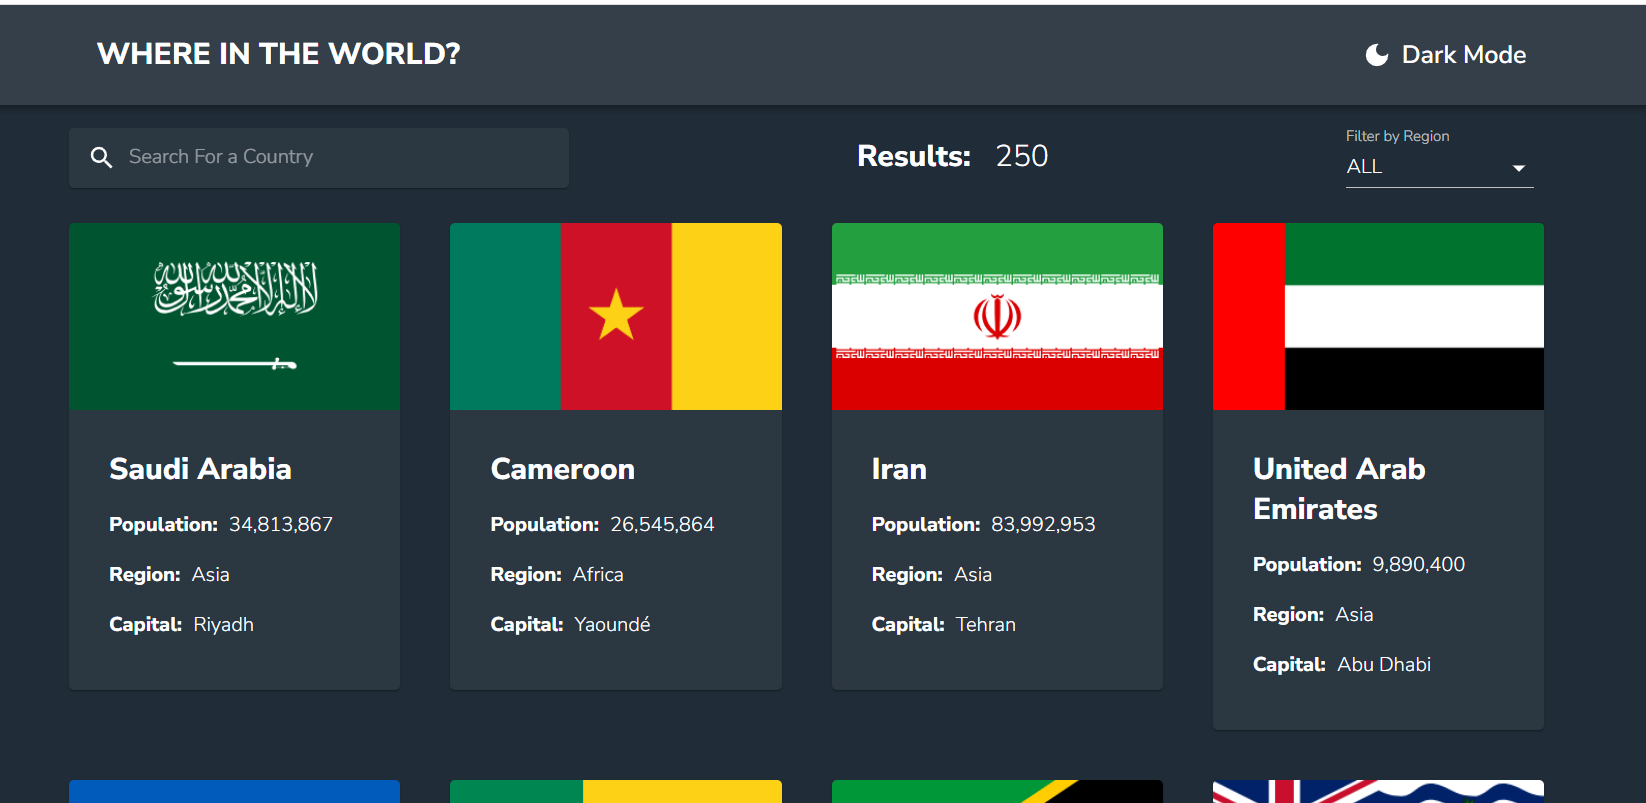 WHERE IN THE WORLD?
Dark Mode
Search For a Country
Results: 250
Filter by Region
ALL
لا إله إلا الله محمد رسول الله
Saudi Arabia
Population: 34,813,867
Region: Asia
Capital: Riyadh
Cameroon
Population: 26,545,864
Region: Africa
Capital: Yaoundé
Iran
Population: 83,992,953
Region: Asia
Capital: Tehran
United Arab
Emirates
Population: 9,890,400
Region: Asia
Capital: Abu Dhabi